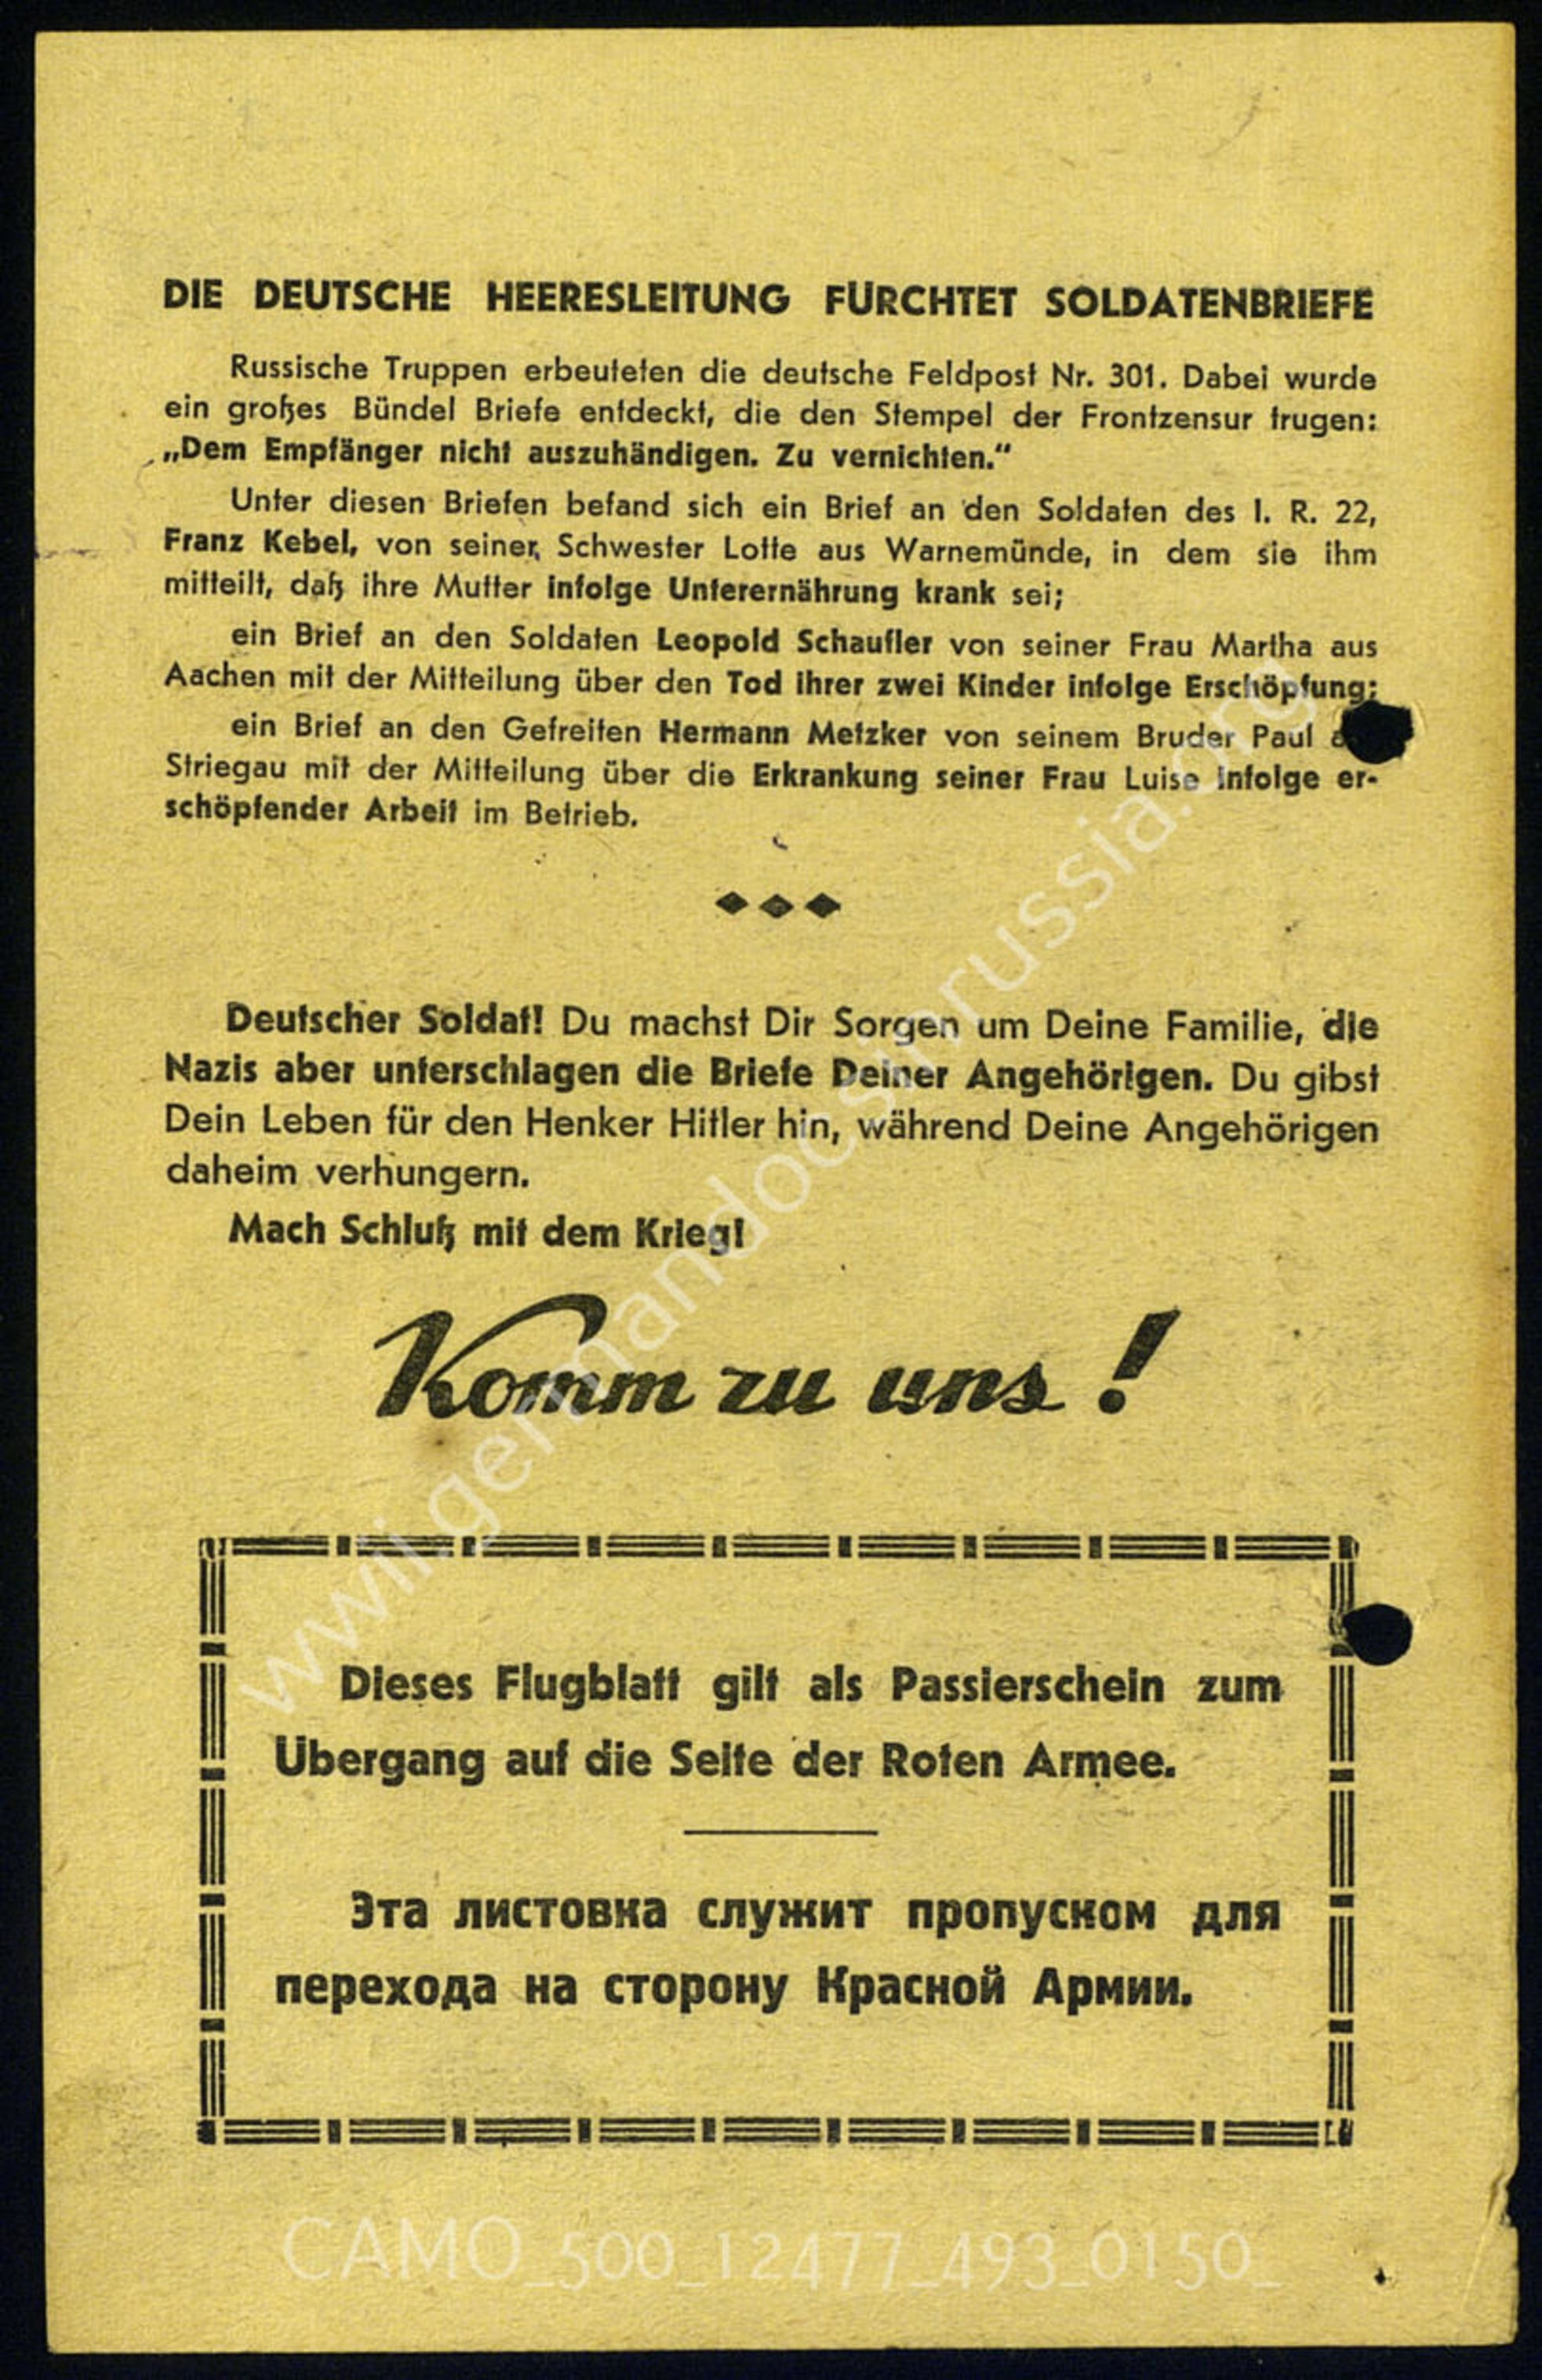 DIE DEUTSCHE HEERESLEITUNG FÜRCHTET SOLDATENBRIEFE
Russische Truppen erbeuteten die deutsche Feldpost Nr. 301. Dabei wurde
ein großes Bündel Briefe entdeckt, die den Stempel der Frontzensur trugen:
„Dem Empfänger nicht auszuhändigen. Zu vernichten.“
Unter diesen Briefen befand sich ein Brief an den Soldaten des I. R. 22,
Franz Kebel, von seiner Schwester Lotte aus Warnemünde, in dem sie ihm
mitteilt, daß ihre Mutter infolge Unterernährung krank sei;
ein Brief an den Soldaten Leopold Schaufler von seiner Frau Martha aus
Aachen mit der Mitteilung über den Tod ihrer zwei Kinder infolge Erschöpfung;
ein Brief an den Gefreiten Hermann Metzker von seinem Bruder Paul
Striegau mit der Mitteilung über die Erkrankung seiner Frau Luise infolge er-
schöpfender Arbeit im Betrieb.
Deutscher Soldat! Du machst Dir Sorgen um Deine Familie, die
Nazis aber unterschlagen die Briefe Deiner Angehörigen. Du gibst
Dein Leben für den Henker Hitler hin, während Deine Angehörigen
daheim verhungern.
Mach Schluß mit dem Krieg!
Komm zu uns!
Dieses Flugblatt gilt als Passierschein zum
Übergang auf die Seite der Roten Armee.
Эта листовка служит пропуском для
перехода на сторону Красной Армии.
wwii.germandocsinrussia.org
CAMO_500_12477_493_0150_